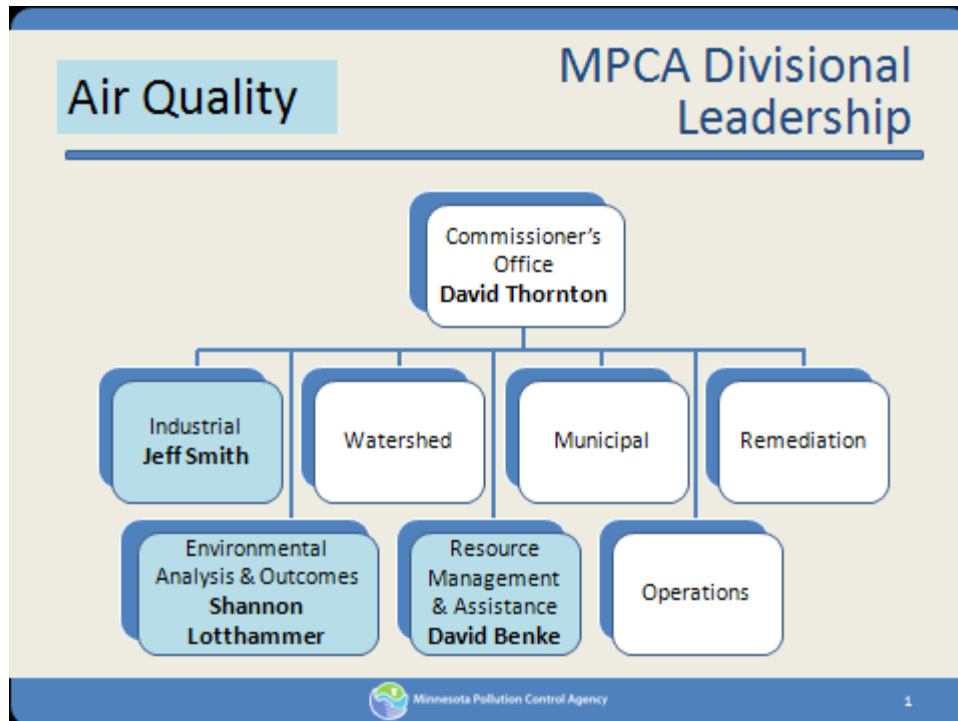 Air Quality
MPCA Divisional
Leadership
Commissioner’s
Office
David Thornton
Industrial
Jeff Smith
Watershed
Municipal
Remediation
Environmental
Analysis & Outcomes
Shannon
Lotthammer
Resource
Management
& Assistance
David Benke
Operations
Minnesota Pollution Control Agency
1